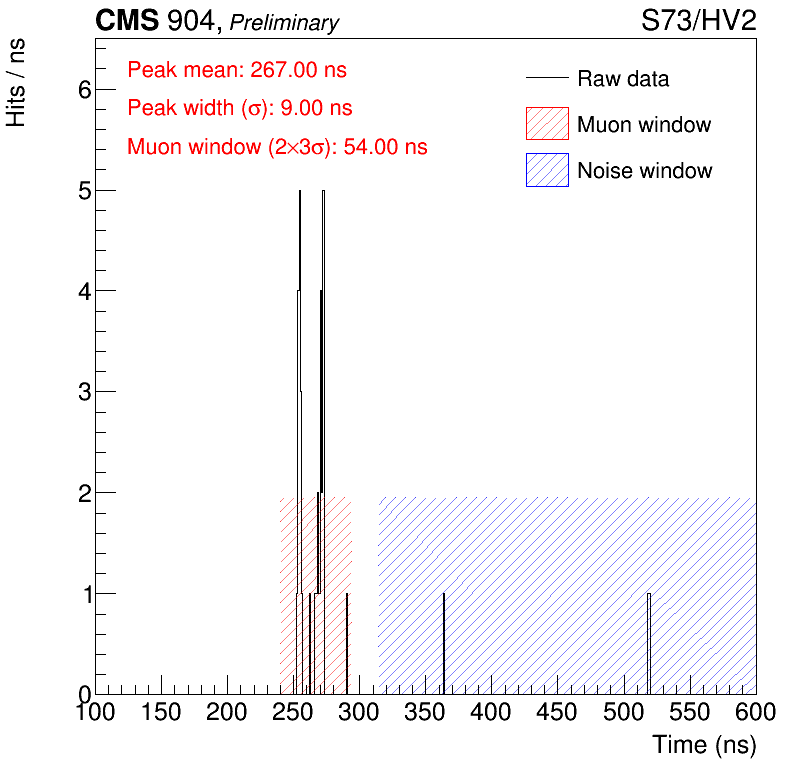 CMS 904, Preliminary S73/HV2
Hits / ns
Peak mean: 267.00 ns
Peak width (σ): 9.00 ns
Muon window (2×3σ): 54.00 ns
Raw data
Muon window
Noise window
6
5
4
3
2
1
0
100 150 200 250 300 350 400 450 500 550 600
Time (ns)